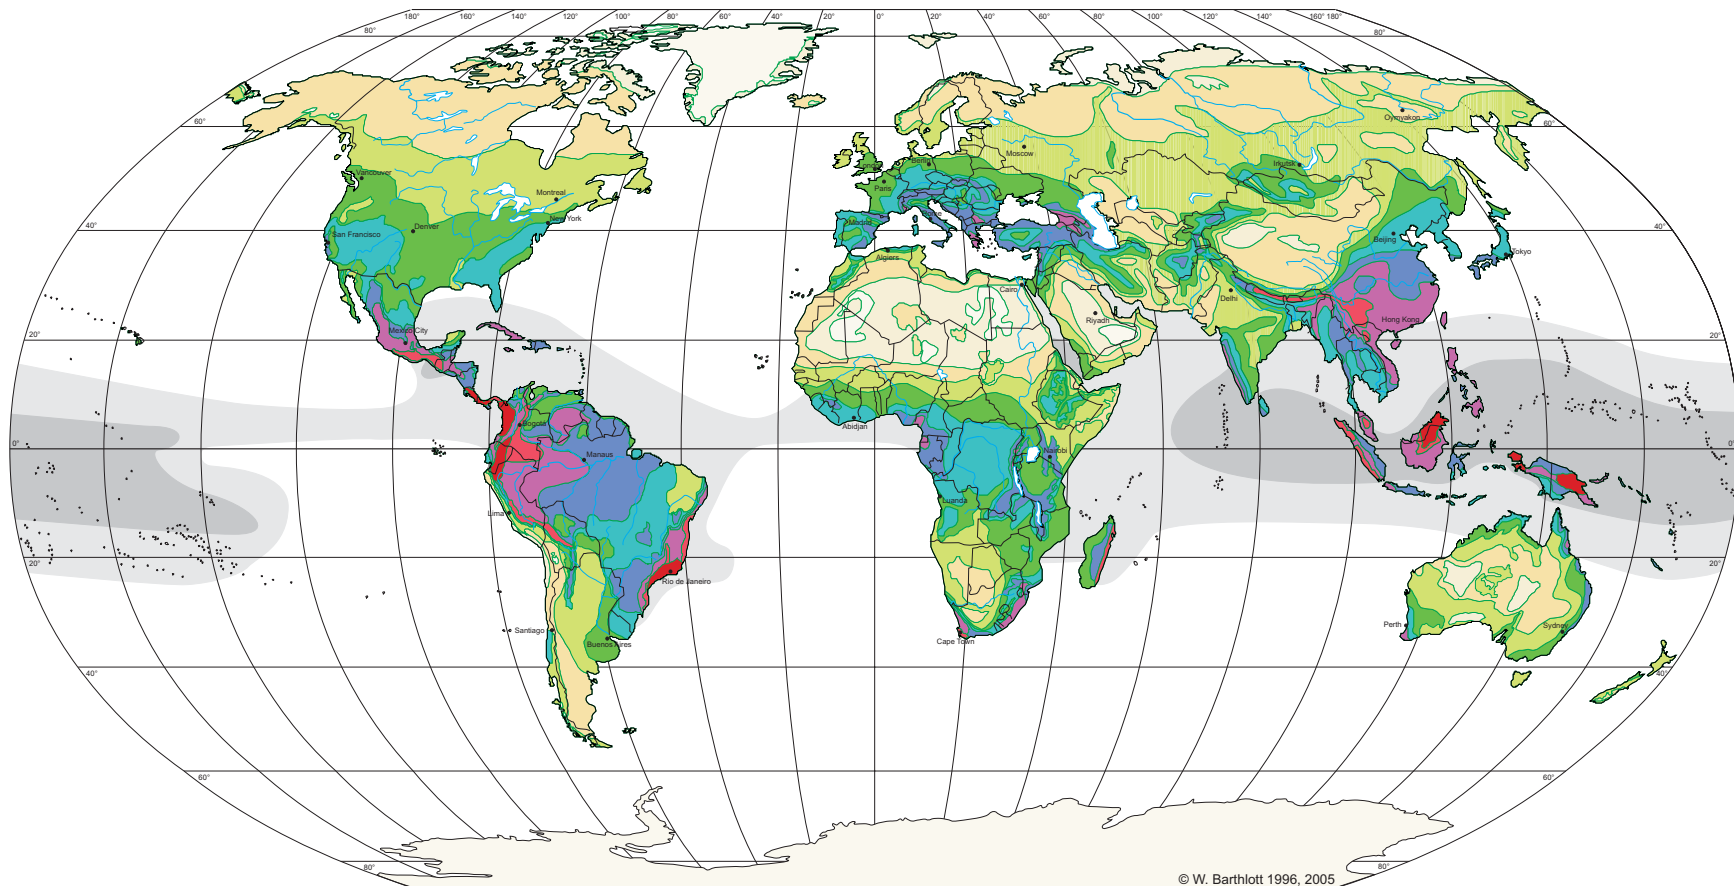 180° 160° 140° 120° 100° 80° 60° 40° 20° 0° 20° 40° 60° 80° 100° 120° 140° 160° 180°
80° 80°
Oymyakon
60° 60°
Moscow
Berlin
London
Irkutsk
Vancouver
Paris
Montreal
New York
Rome
Madrid
40° San Francisco Denver Beijing 40°
Tokyo
Algiers
Cairo
Delhi
Riyadh
Hong Kong
Mexico City
20° 20°
Bogotá
Abidjan
0° 0°
Manaus
Nairobi
Luanda
Lima
20° 20°
Rio de Janeiro
Perth
Sydney
Santiago
Cape Town
Buenos Aires
40° 40°
60° 60°
80° 80°
© W. Barthlott 1996, 2005